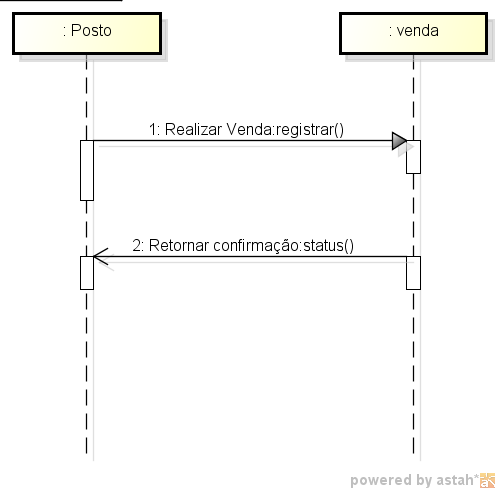 : Posto
: venda
1: Realizar Venda:registrar()
2: Retornar confirmação:status()
powered by astah*